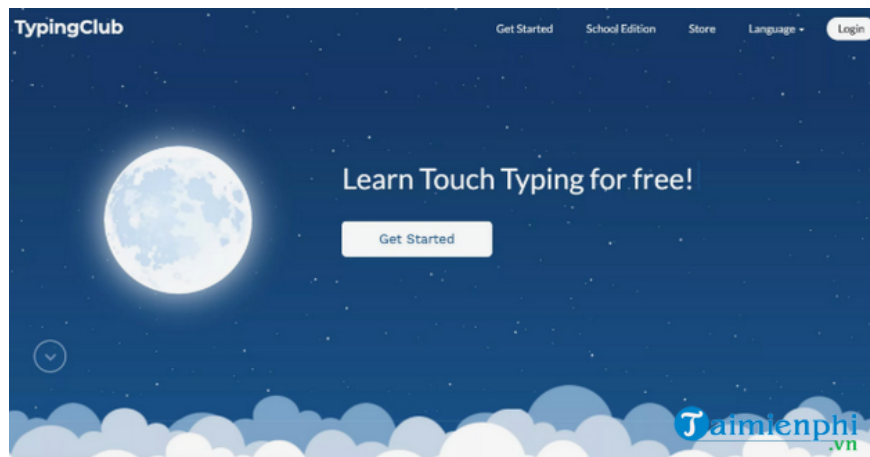 TypingClub
Get Started School Edition Store Language Login
Learn Touch Typing for free!
Get Started
Taimienphi
.vn